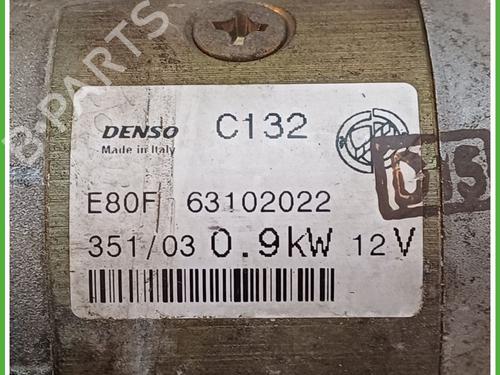 B-PARTS
DENSO C132
Made in Italy
E80F 63102022
351/03 0.9kW 12V